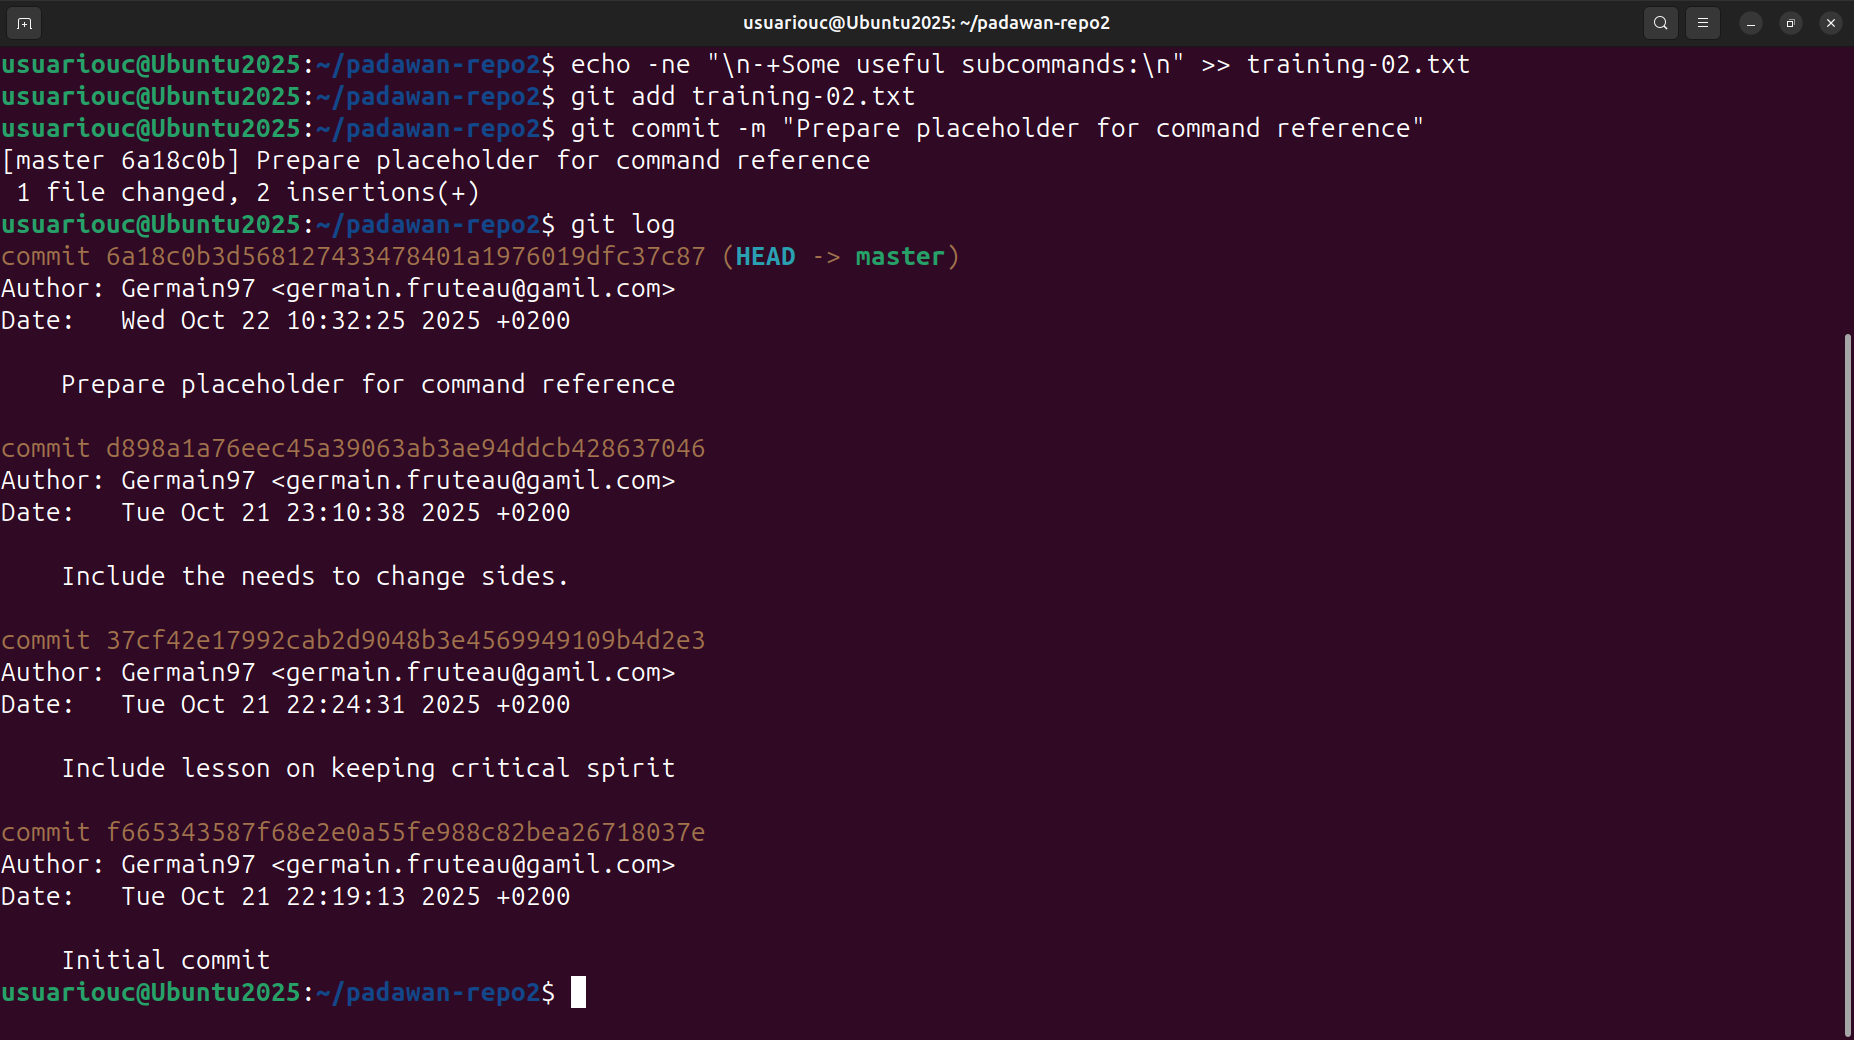 usuariouc@Ubuntu2025: ~/padawan-repo2
usuariouc@Ubuntu2025:~/padawan-repo2$ echo -ne "\n-+Some useful subcommands:\n" >> training-02.txt
usuariouc@Ubuntu2025:~/padawan-repo2$ git add training-02.txt
usuariouc@Ubuntu2025:~/padawan-repo2$ git commit -m "Prepare placeholder for command reference"
[master 6a18c0b] Prepare placeholder for command reference
 1 file changed, 2 insertions(+)
usuariouc@Ubuntu2025:~/padawan-repo2$ git log
commit 6a18c0b3d568127433478401a1976019dfc37c87 (HEAD -> master)
Author: Germain97 <germain.fruteau@gamil.com>
Date:   Wed Oct 22 10:32:25 2025 +0200
    Prepare placeholder for command reference
commit d898a1a76eec45a39063ab3ae94ddcb428637046
Author: Germain97 <germain.fruteau@gamil.com>
Date:   Tue Oct 21 23:10:38 2025 +0200
    Include the needs to change sides.
commit 37cf42e17992cab2d9048b3e4569949109b4d2e3
Author: Germain97 <germain.fruteau@gamil.com>
Date:   Tue Oct 21 22:24:31 2025 +0200
    Include lesson on keeping critical spirit
commit f665343587f68e2e0a55fe988c82bea26718037e
Author: Germain97 <germain.fruteau@gamil.com>
Date:   Tue Oct 21 22:19:13 2025 +0200
    Initial commit
usuariouc@Ubuntu2025:~/padawan-repo2$